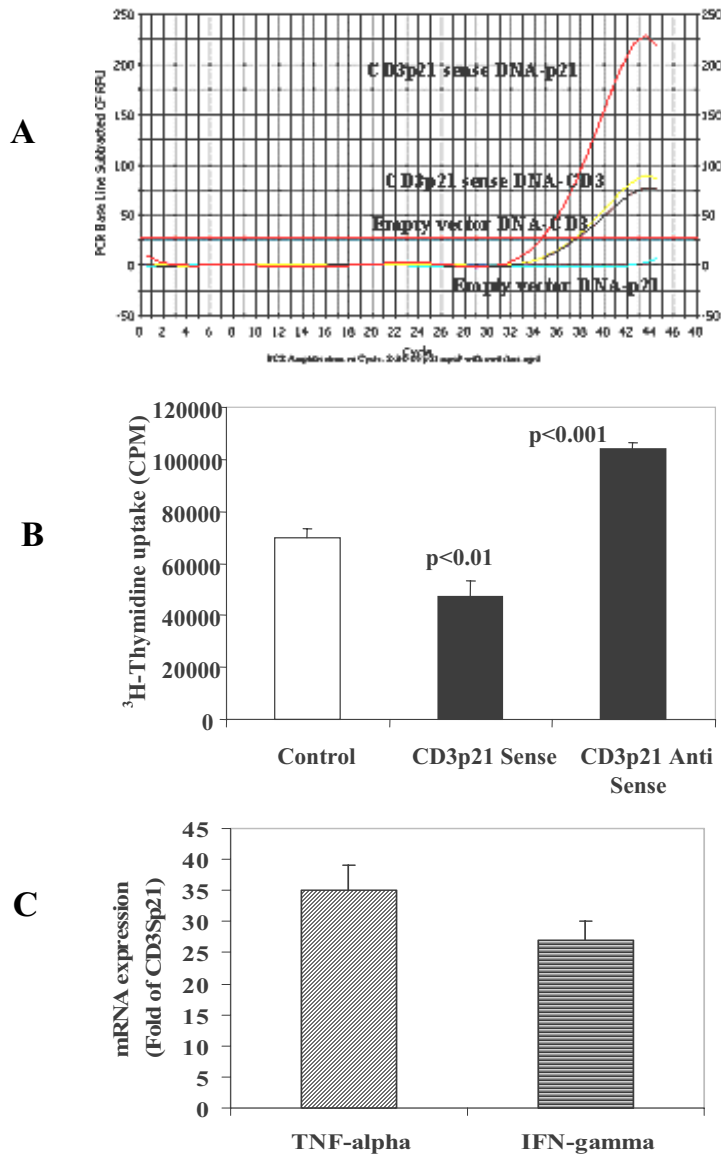 A
PCR Base Line Subtracted CF RFU
250
200
150
100
50
0
-50
250
200
150
100
50
0
-50
CD3p21 sense DNA-p21
CD3p21 sense DNA-CD3
Empty vector DNA-CD3
Empty vector DNA-p21
0 2 4 6 8 10 12 14 16 18 20 22 24 26 28 30 32 34 36 38 40 42 44 46 48
Cycle
B
³H-Thymidine uptake (CPM)
120000
100000
80000
60000
40000
20000
0
p<0.01
p<0.001
Control
CD3p21 Sense
CD3p21 Anti
Sense
C
mRNA expression
(Fold of CD3Sp21)
45
40
35
30
25
20
15
10
5
0
TNF-alpha
IFN-gamma